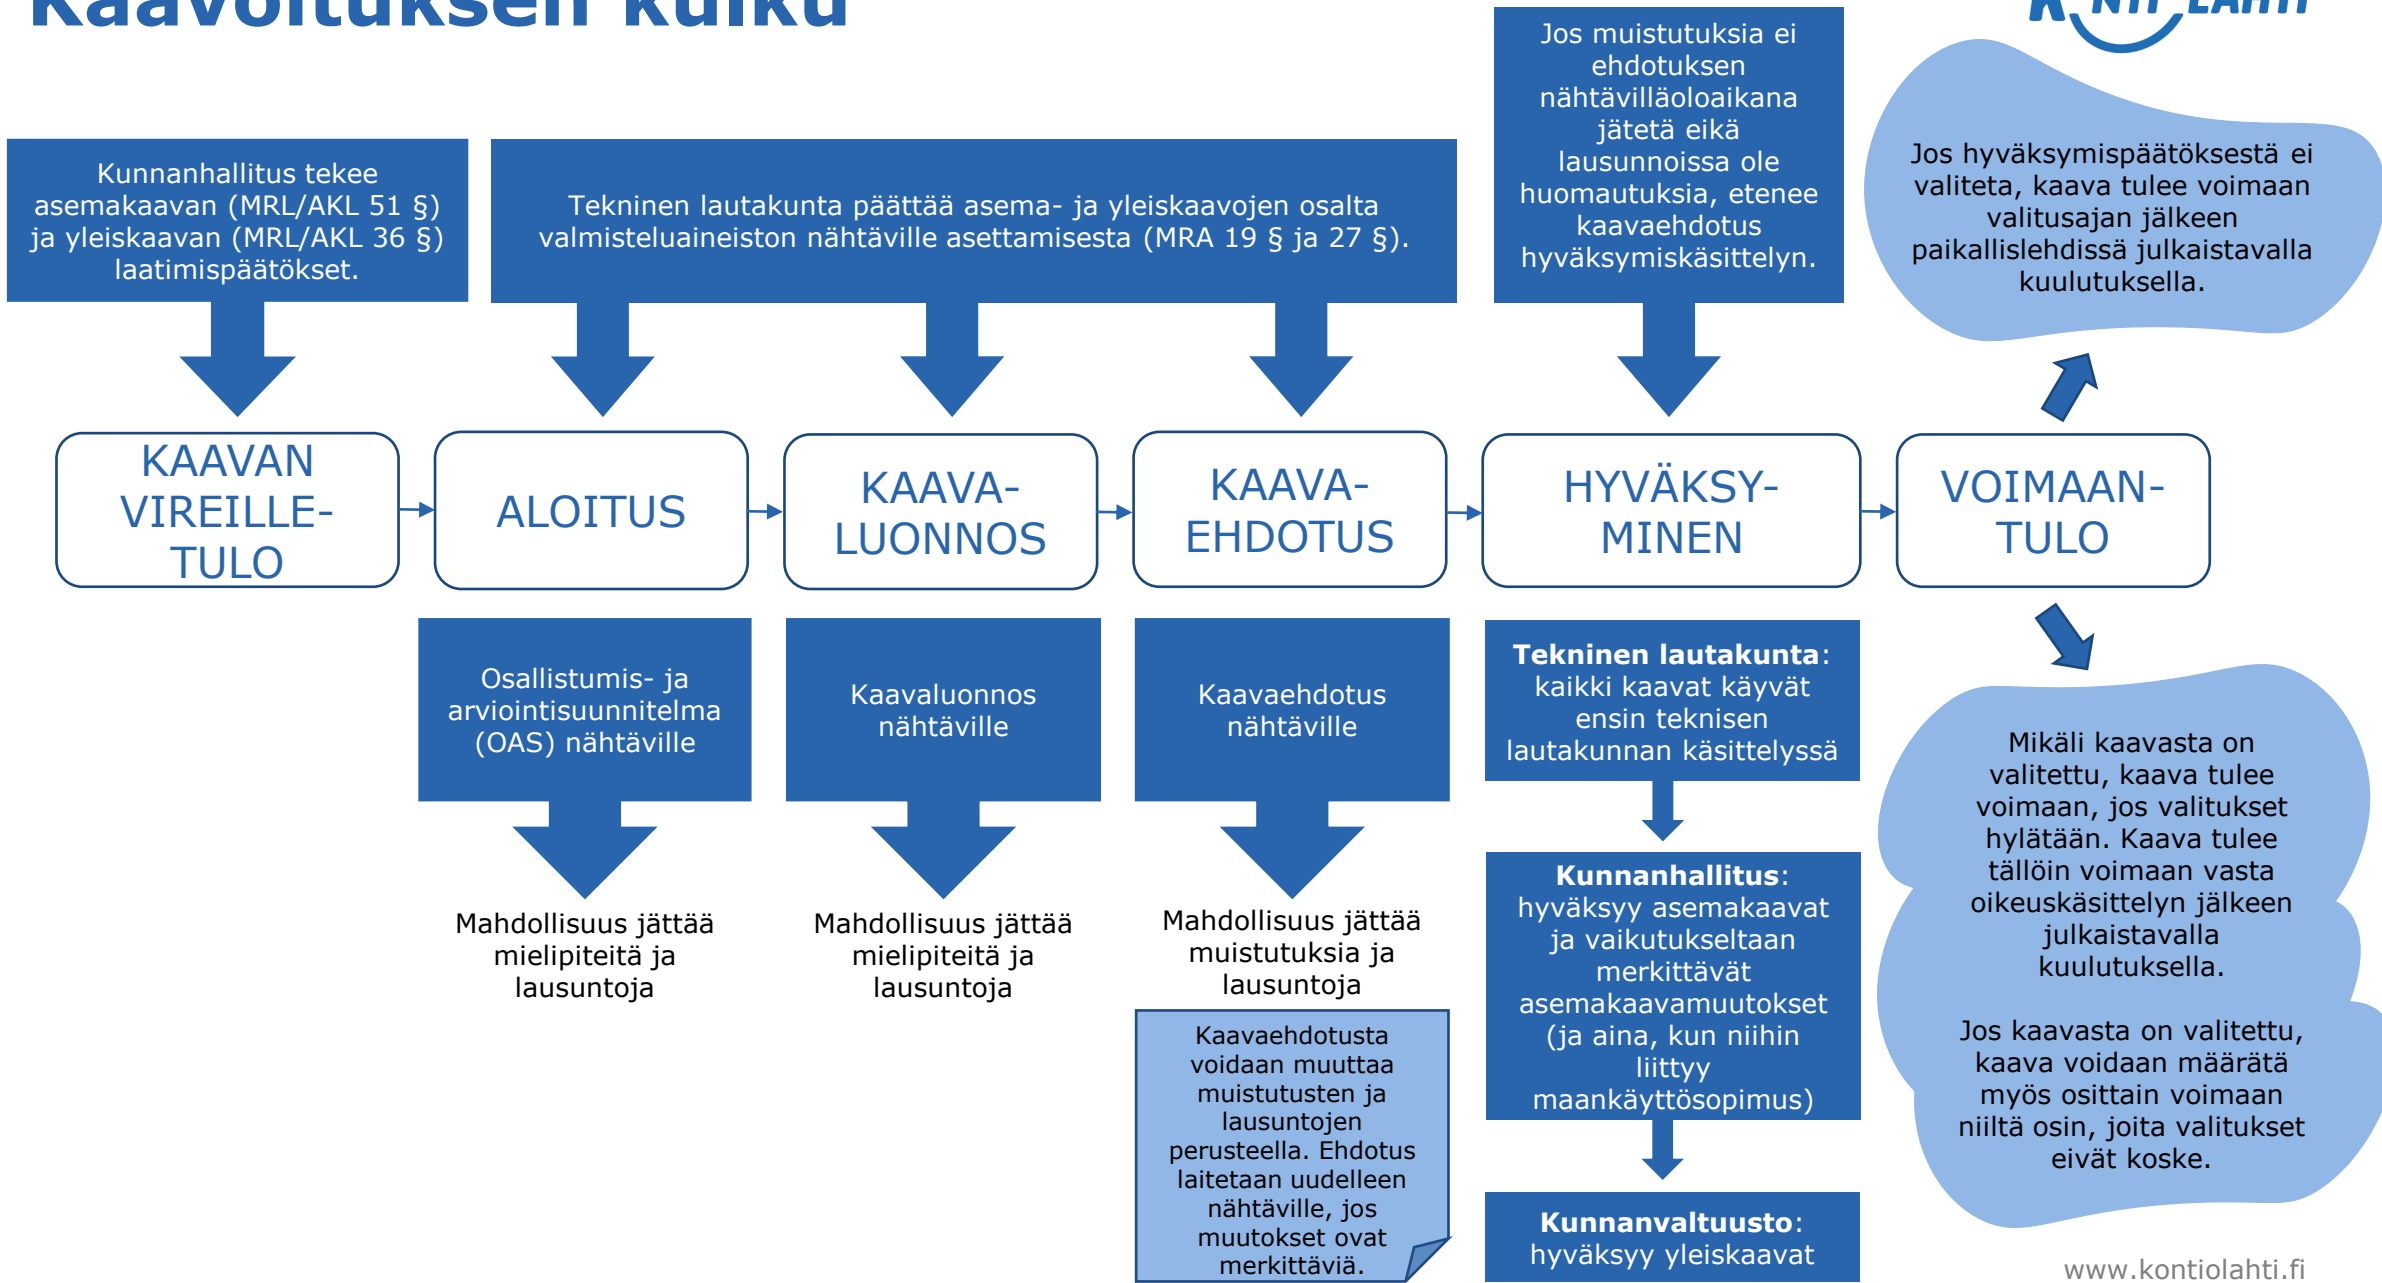 Kaavoituksen kulku
KONTIOLAHTI
Kunnanhallitus tekee
asemakaavan (MRL/AKL 51 §)
ja yleiskaavan (MRL/AKL 36 §)
laatimispäätökset.
Tekninen lautakunta päättää asema- ja yleiskaavojen osalta
valmisteluaineiston nähtäville asettamisesta (MRA 19 § ja 27 §).
Jos muistutuksia ei
ehdotuksen
nähtävilläoloaikana
jätetä eikä
lausunnoissa ole
huomautuksia, etenee
kaavaehdotus
hyväksymiskäsittelyn.
Jos hyväksymispäätöksestä ei
valiteta, kaava tulee voimaan
valitusajan jälkeen
paikallislehdissä julkaistavalla
kuulutuksella.
KAAVAN
VIREILLE-
TULO
ALOITUS
KAAVA-
LUONNOS
KAAVA-
EHDOTUS
HYVÄKSY-
MINEN
VOIMAAN-
TULO
Osallistumis- ja
arviointisuunnitelma
(OAS) nähtäville
Mahdollisuus jättää
mielipiteitä ja
lausuntoja
Kaavaluonnos
nähtäville
Mahdollisuus jättää
mielipiteitä ja
lausuntoja
Kaavaehdotus
nähtäville
Mahdollisuus jättää
muistutuksia ja
lausuntoja
Kaavaehdotusta
voidaan muuttaa
muistutusten ja
lausuntojen
perusteella. Ehdotus
laitetaan uudelleen
nähtäville, jos
muutokset ovat
merkittäviä.
Tekninen lautakunta:
kaikki kaavat käyvät
ensin teknisen
lautakunnan käsittelyssä
Kunnanhallitus:
hyväksyy asemakaavat
ja vaikutukseltaan
merkittävät
asemakaavamuutokset
(ja aina, kun niihin
liittyy
maankäyttösopimus)
Kunnanvaltuusto:
hyväksyy yleiskaavat
Mikäli kaavasta on
valitettu, kaava tulee
voimaan, jos valitukset
hylätään. Kaava tulee
tällöin voimaan vasta
oikeuskäsittelyn jälkeen
julkaistavalla
kuulutuksella.
Jos kaavasta on valitettu,
kaava voidaan määrätä
myös osittain voimaan
niiltä osin, joita valitukset
eivät koske.
www.kontiolahti.fi